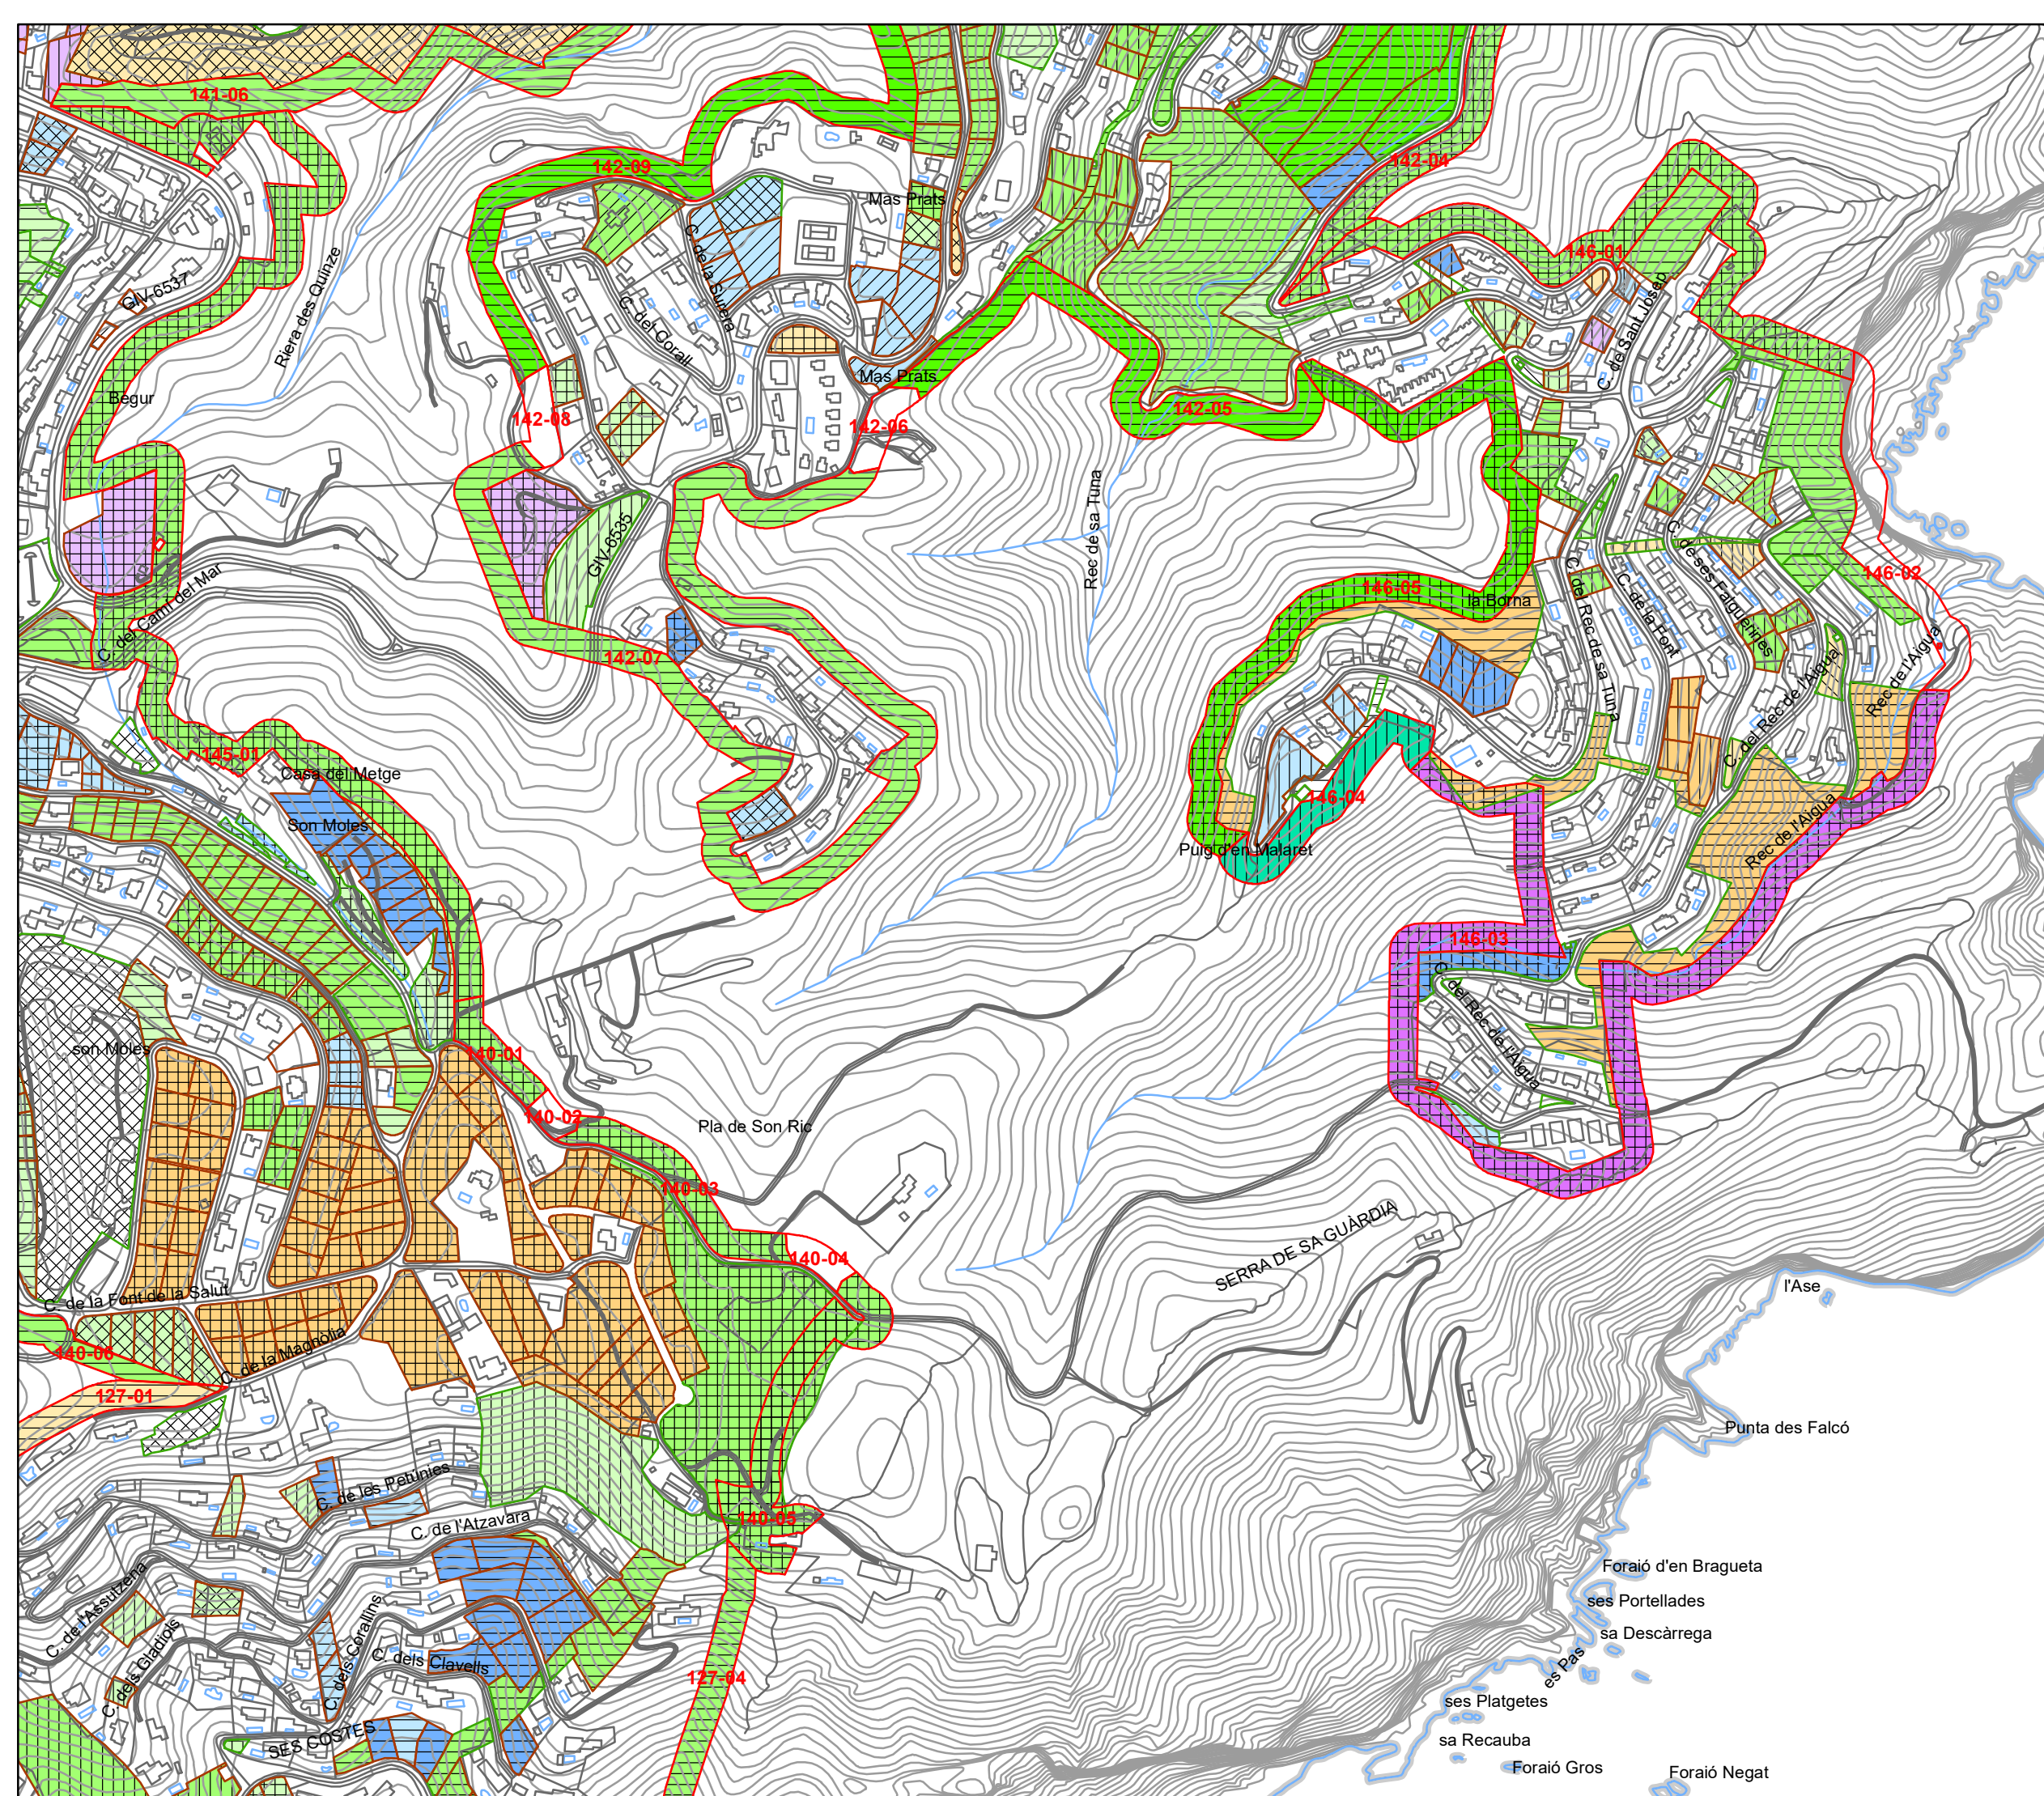 141-06
142-09
142-04
Mas Prats
C. de la Surera
146-01
GIV-6537
Riera des Quinze
C. del Corall
C. de Sant Josep
Mas Prats
Begur
142-05
142-08
142-06
Rec de sa Tuna
GIV-6535
C. de ses Falguerines
146-02
C. del Camí del Mar
146-05
la Borna
C. del Rec de sa Tuna
C. de la Font
142-07
Rec de l'Aigua
C. del Rec de l'Aigua
145-01
Casa del Metge
146-04
Son Moles
Rec de l'Aigua
Puig d'en Malaret
146-03
C. del Rec de l'Aigua
son Moles
140-01
140-02
Pla de Son Ric
140-03
SERRA DE SA GUÀRDIA
140-04
l'Ase
C. de la Font de la Salut
140-06
C. de la Magnòlia
127-01
Punta des Falcó
C. de les Petúnies
C. de l'Atzavara
140-05
Foraió d'en Bragueta
C. de l'Assutzena
ses Portellades
sa Descàrrega
C. dels Gladiols
C. dels Corallins
C. dels Clavells
es Pas
127-04
ses Platgetes
SES COSTES
sa Recauba
Foraió Gros
Foraió Negat